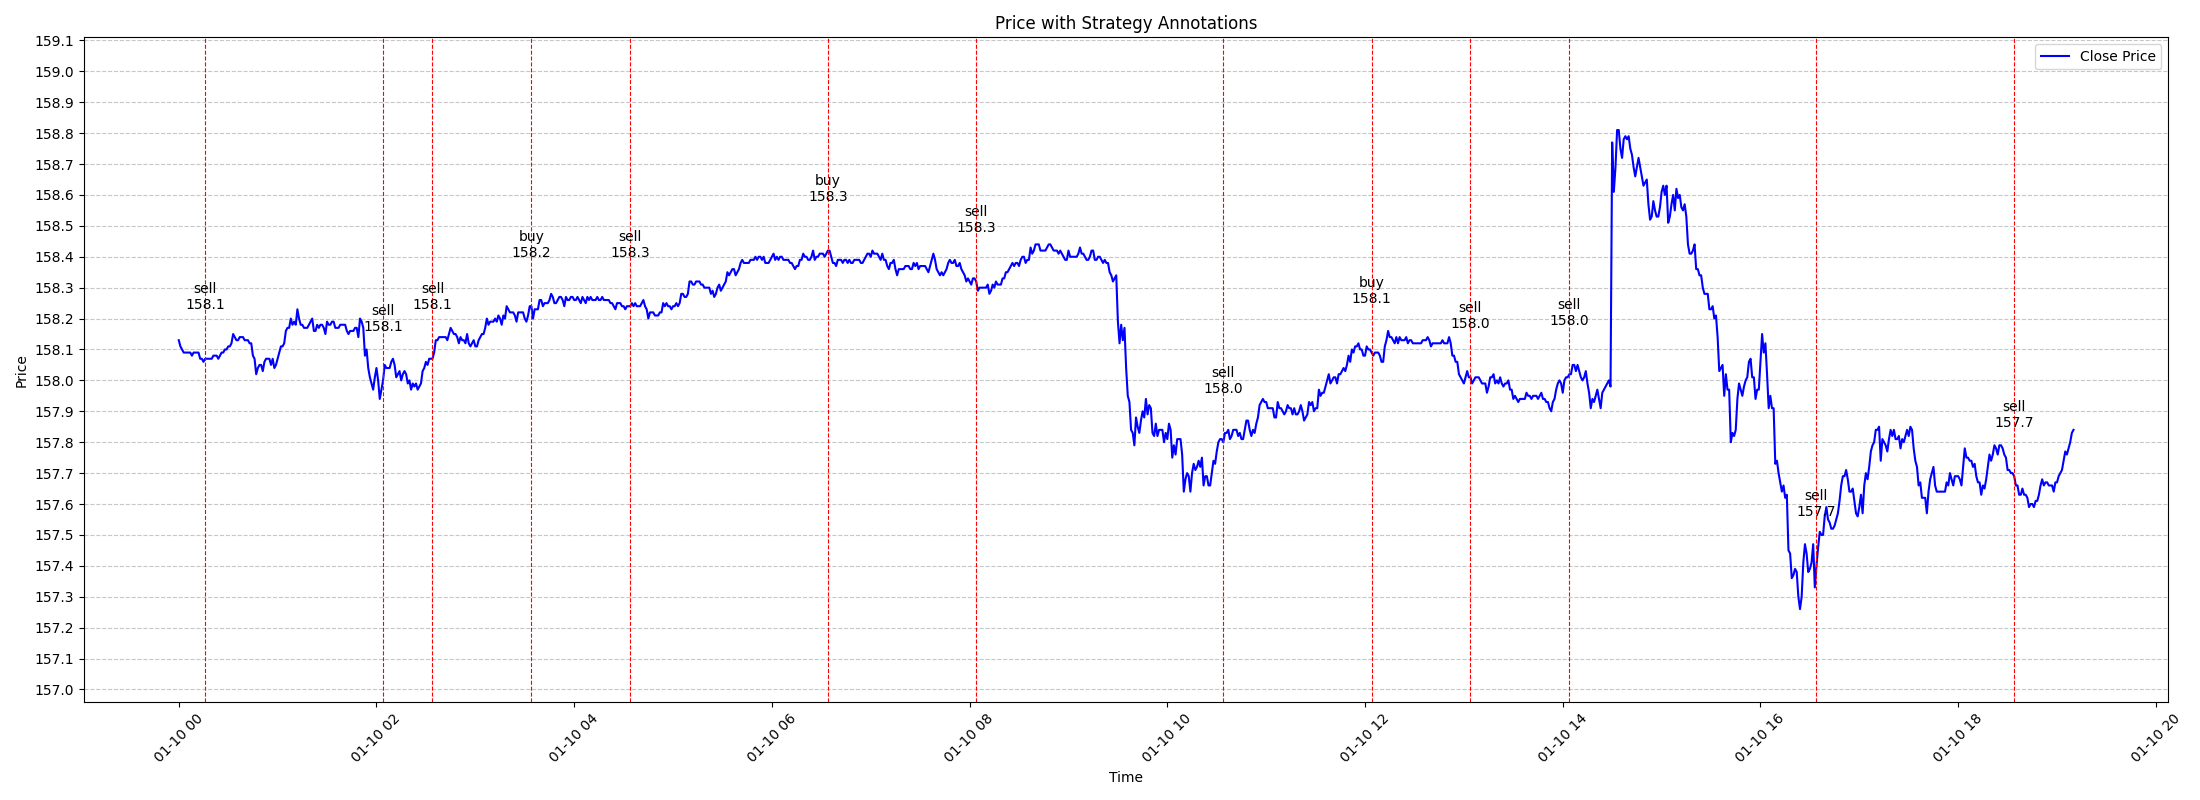 Price with Strategy Annotations
Close Price
Price
159.1
159.0
158.9
158.8
158.7
158.6
158.5
158.4
158.3
158.2
158.1
158.0
157.9
157.8
157.7
157.6
157.5
157.4
157.3
157.2
157.1
157.0
sell
158.1
sell
158.1
sell
158.1
buy
158.2
sell
158.3
buy
158.3
sell
158.3
sell
158.0
buy
158.1
sell
158.0
sell
158.0
sell
157.7
sell
157.7
01-10 00
01-10 02
01-10 04
01-10 06
01-10 08
01-10 10
01-10 12
01-10 14
01-10 16
01-10 18
01-10 20
Time